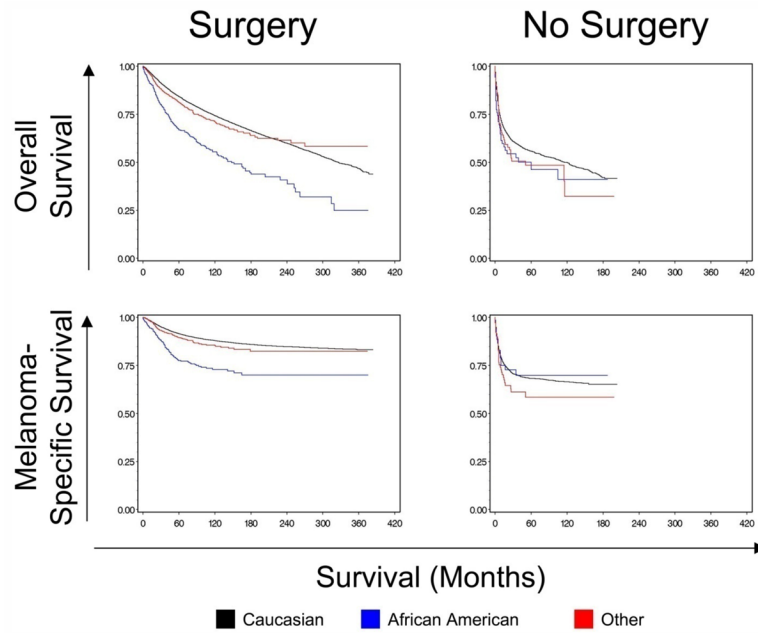 Surgery
No Surgery
Overall
Survival
1.00
0.75
0.50
0.25
0.00
0 60 120 180 240 300 360 420
1.00
0.75
0.50
0.25
0.00
0 60 120 180 240 300 360 420
Melanoma-
Specific Survival
1.00
0.75
0.50
0.25
0.00
0 60 120 180 240 300 360 420
1.00
0.75
0.50
0.25
0.00
0 60 120 180 240 300 360 420
Survival (Months)
Caucasian African American Other